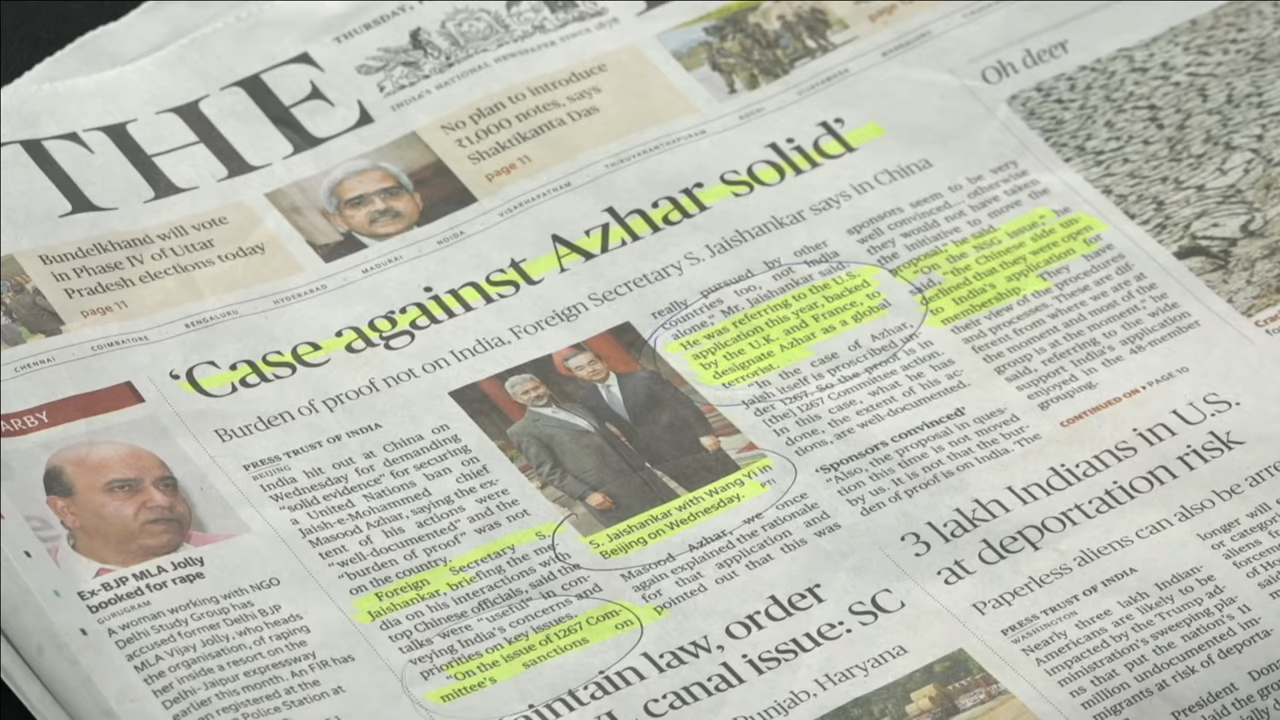 THURSDAY,
THE
INDIA'S NATIONAL NEWSPAPER SINCE 1878
No plan to introduce
₹1,000 notes, says
Shaktikanta Das
page 11
Bundelkhand will vote
in Phase IV of Uttar
Pradesh elections today
page 11
CHENNAI · COIMBATORE · BENGALURU · HYDERABAD · MADURAI · NOIDA · VISAKHAPATNAM · THIRUVANANTHAPURAM · KOCHI · VIJAYAWADA · MANGALURU
Oh deer
'Case against Azhar solid'
Burden of proof not on India, Foreign Secretary S. Jaishankar says in China
ARBY
Ex-BJP MLA Jolly
booked for rape
GURUGRAM
A woman working with NGO
Delhi Study Group has
accused former Delhi BJP
MLA Vijay Jolly, who heads
the organisation, of raping
her inside a resort on the
Delhi-Jaipur expressway
earlier this month. An FIR has
en registered at the
Police Station at
PRESS TRUST OF INDIA
BEIJING
India hit out at China on
Wednesday for demanding
"solid evidence" for securing
a United Nations ban on
Jaish-e-Mohammed chief
Masood Azhar, saying the ex-
tent of his actions were
"well-documented" and the
"burden of proof" was not
on the country.
Foreign Secretary S.
Jaishankar, briefing the me-
dia on his interactions with
top Chinese officials, said the
talks were "useful" in con-
veying India's concerns and
priorities on key issues.
"On the issue of 1267 Com-
mittee's sanctions on
S. Jaishankar with Wang Yi in
Beijing on Wednesday. PTI
Masood Azhar, we once
again explained the rationale
for that application and
pointed out that this was
really pursued by other
countries too, not India
alone," Mr. Jaishankar said.
He was referring to the U.S.
application this year, backed
by the U.K. and France, to
designate Azhar as a global
terrorist.
"In the case of Azhar,
Jaish itself is proscribed un-
der 1267. So the proof is in
[the] 1267 Committee action.
In this case, what he has
done, the extent of his ac-
tions, are well-documented.
'Sponsors convinced'
"Also, the proposal in ques-
tion this time is not moved
by us. It is not that the bur-
den of proof is on India. The
sponsors seem to be very
well convinced... otherwise
they would not have taken
the initiative to move the
proposal," he said.
"On the NSG issue," he
said, "the Chinese side un-
derlined that they were open
to India's application for
membership. They have
their view of the procedures
and processes. These are dif-
ferent from where we are at
the moment and most of the
group at the moment," he
said, referring to the wide
support India's application
enjoyed in the 48-member
grouping.
CONTINUED ON ▸ PAGE 10
3 lakh Indians in U.S.
at deportation risk
Paperless aliens can also be arre
PRESS TRUST OF INDIA
WASHINGTON
Nearly three lakh Indian-
Americans are likely to be
impacted by the Trump ad-
ministration's sweeping pla-
ns that put the nation's 11
million undocumented im-
migrants at risk of deporta-
President Don
longer will
or categor
aliens f
intain law, order
L canal issue: SC
Punjab, Haryana